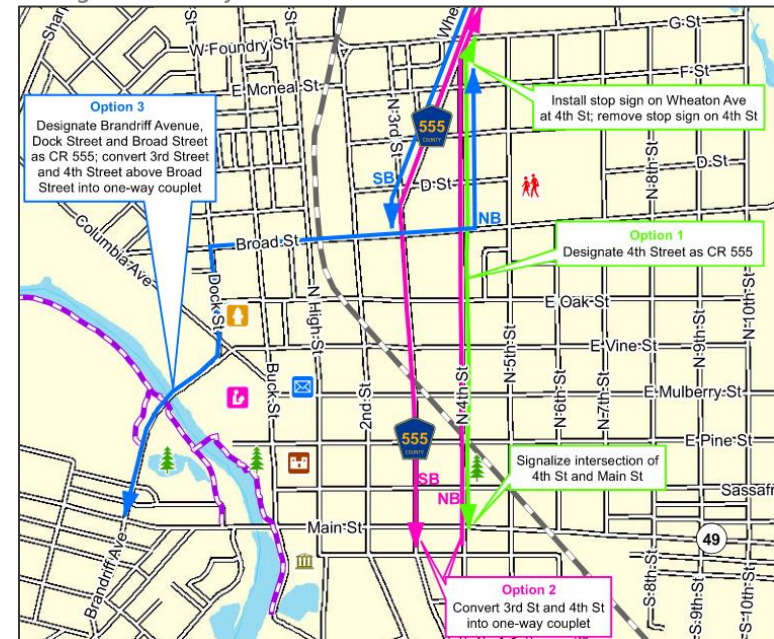 Whe
G-St
W-Foundry-St
F-St
E Mcneal-St
Option 3
Designate Brandriff Avenue,
Dock Street and Broad Street
as CR 555; convert 3rd Street
and 4th Street above Broad
Street into one-way couplet
Install stop sign on Wheaton Ave
at 4th St; remove stop sign on 4th St
N-3rd-St
555
COUNTY
SB
D-St
D-St
N-8th-St
NB
Columbia-Ave
Broad St
Option 1
Designate 4th Street as CR 555
Dock-St
N High-St
E Oak-St
N-10th-St
E Vine-St
N-9th-St
N-5th-St
Buck-St
2nd-St
N-4th-St
N-6th-St
N-7th-St
E Mulberry-St
555
COUNTY
E-Pine-St
Signalize intersection of
4th St and Main St
SB
NB
Sassafr
Main-St
49
Brandriff Ave
Option 2
Convert 3rd St and 4th St
into one-way couplet
S-8th-St
S-9th-St
S-10th-St